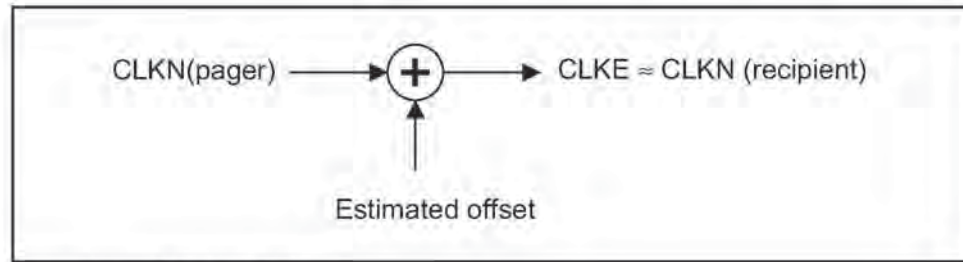 CLKN(pager) + CLKE ≈ CLKN (recipient)
Estimated offset